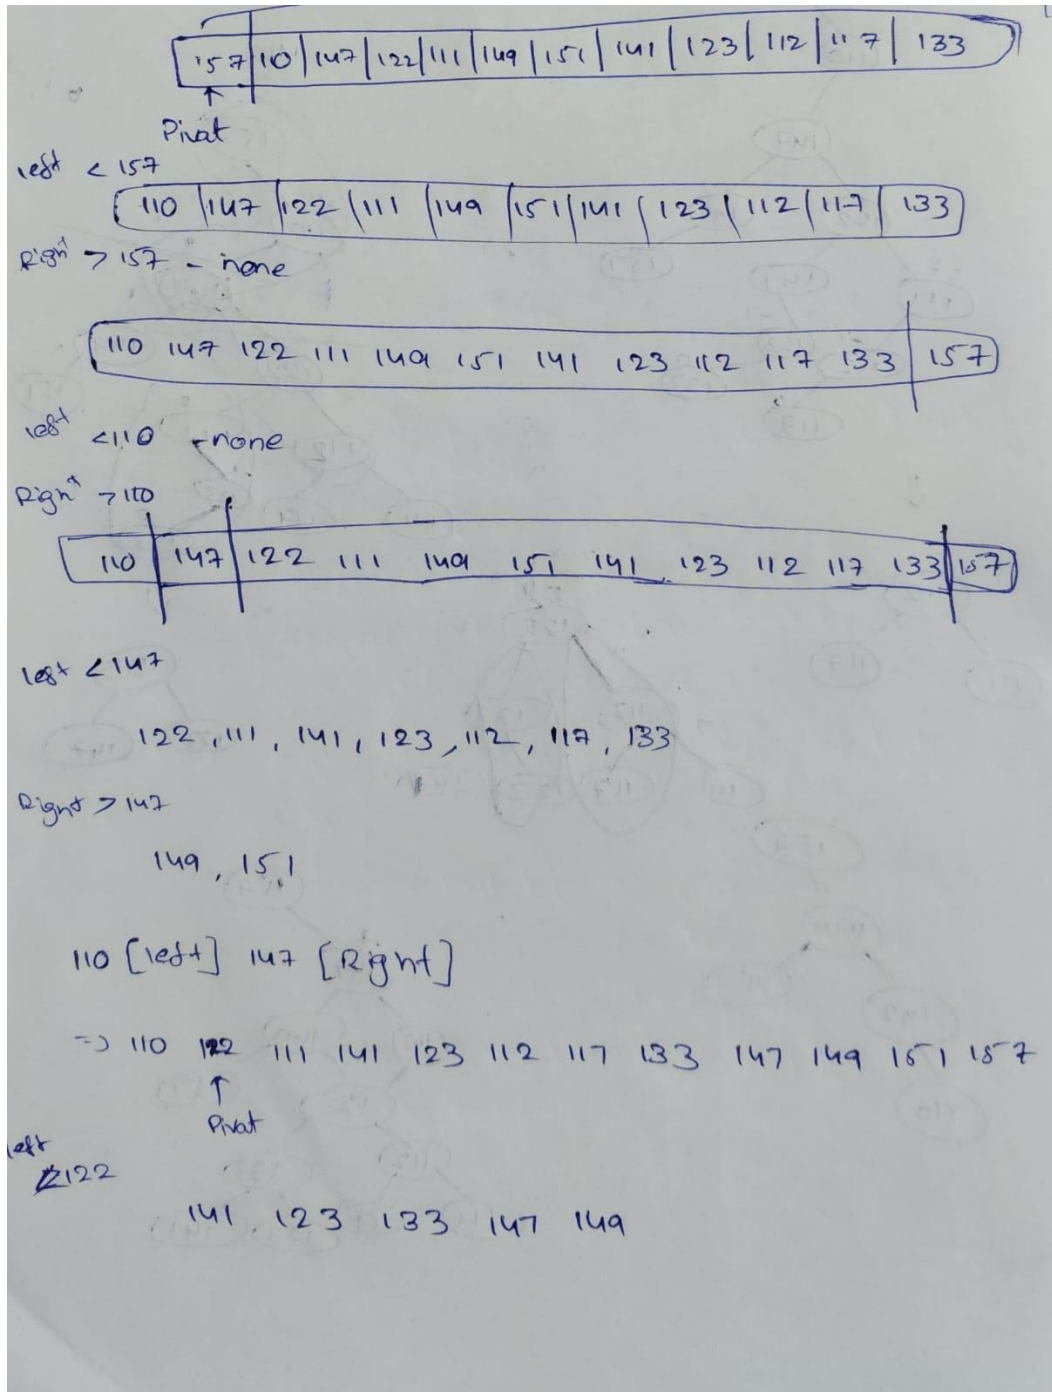 157 | 110 | 147 | 122 | 111 | 149 | 151 | 141 | 123 | 112 | 117 | 133
↑
Pivat
left < 157
110 | 147 | 122 | 111 | 149 | 151 | 141 | 123 | 112 | 117 | 133
Right > 157 - none
110 147 122 111 149 151 141 123 112 117 133 | 157
left <110 -none
Right >110
110 | 147 | 122 111 149 151 141 123 112 117 133 | 157
left <147
122, 111, 141, 123, 112, 117, 133
Right > 147
149, 151
110 [left] 147 [Right]
=> 110 122 111 141 123 112 117 133 147 149 151 157
↑
Pivat
left
<122
141 123 133 147 149